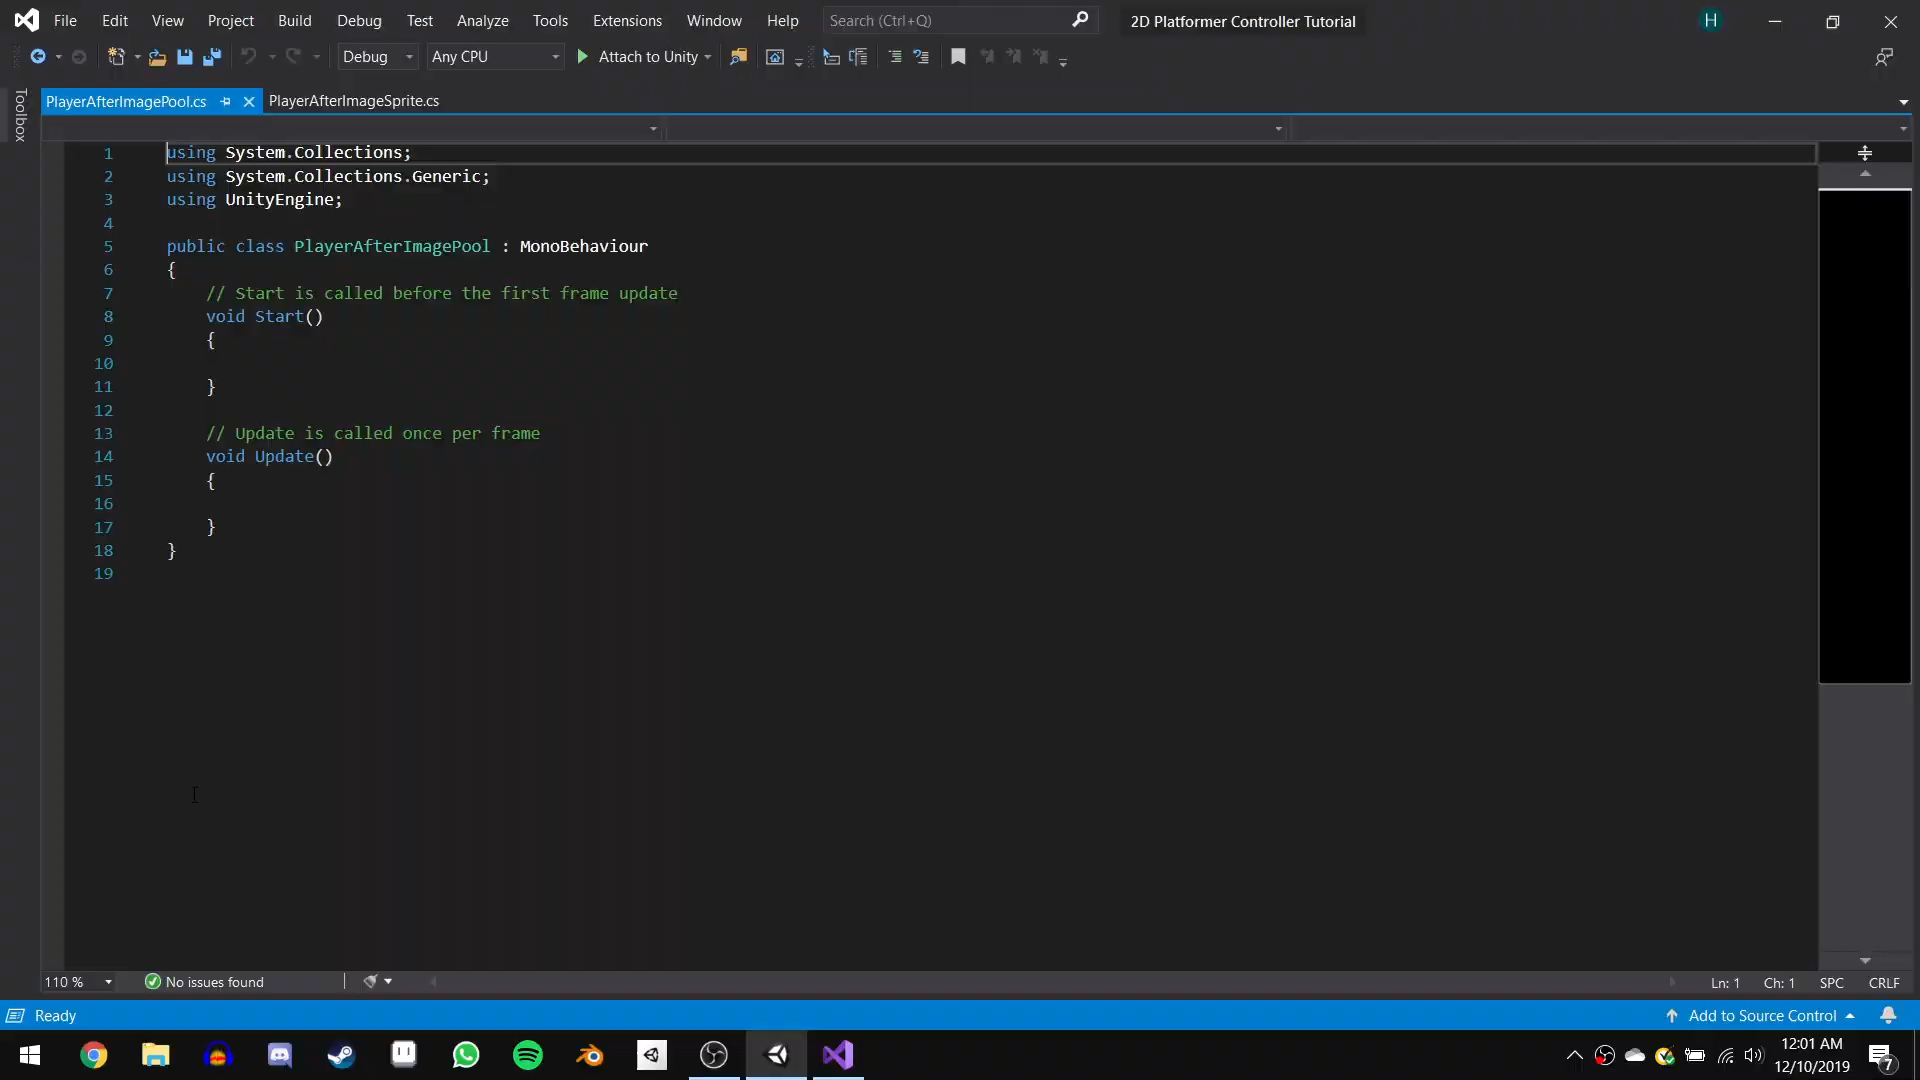 File Edit View Project Build Debug Test Analyze Tools Extensions Window Help Search (Ctrl+Q) 2D Platformer Controller Tutorial H
Debug Any CPU Attach to Unity
Toolbox
PlayerAfterImagePool.cs PlayerAfterImageSprite.cs
1 using System.Collections;
2 using System.Collections.Generic;
3 using UnityEngine;
4
5 public class PlayerAfterImagePool : MonoBehaviour
6 {
7 // Start is called before the first frame update
8 void Start()
9 {
10
11 }
12
13 // Update is called once per frame
14 void Update()
15 {
16
17 }
18 }
19
110 % No issues found Ln: 1 Ch: 1 SPC CRLF
Ready Add to Source Control
12:01 AM
12/10/2019
7